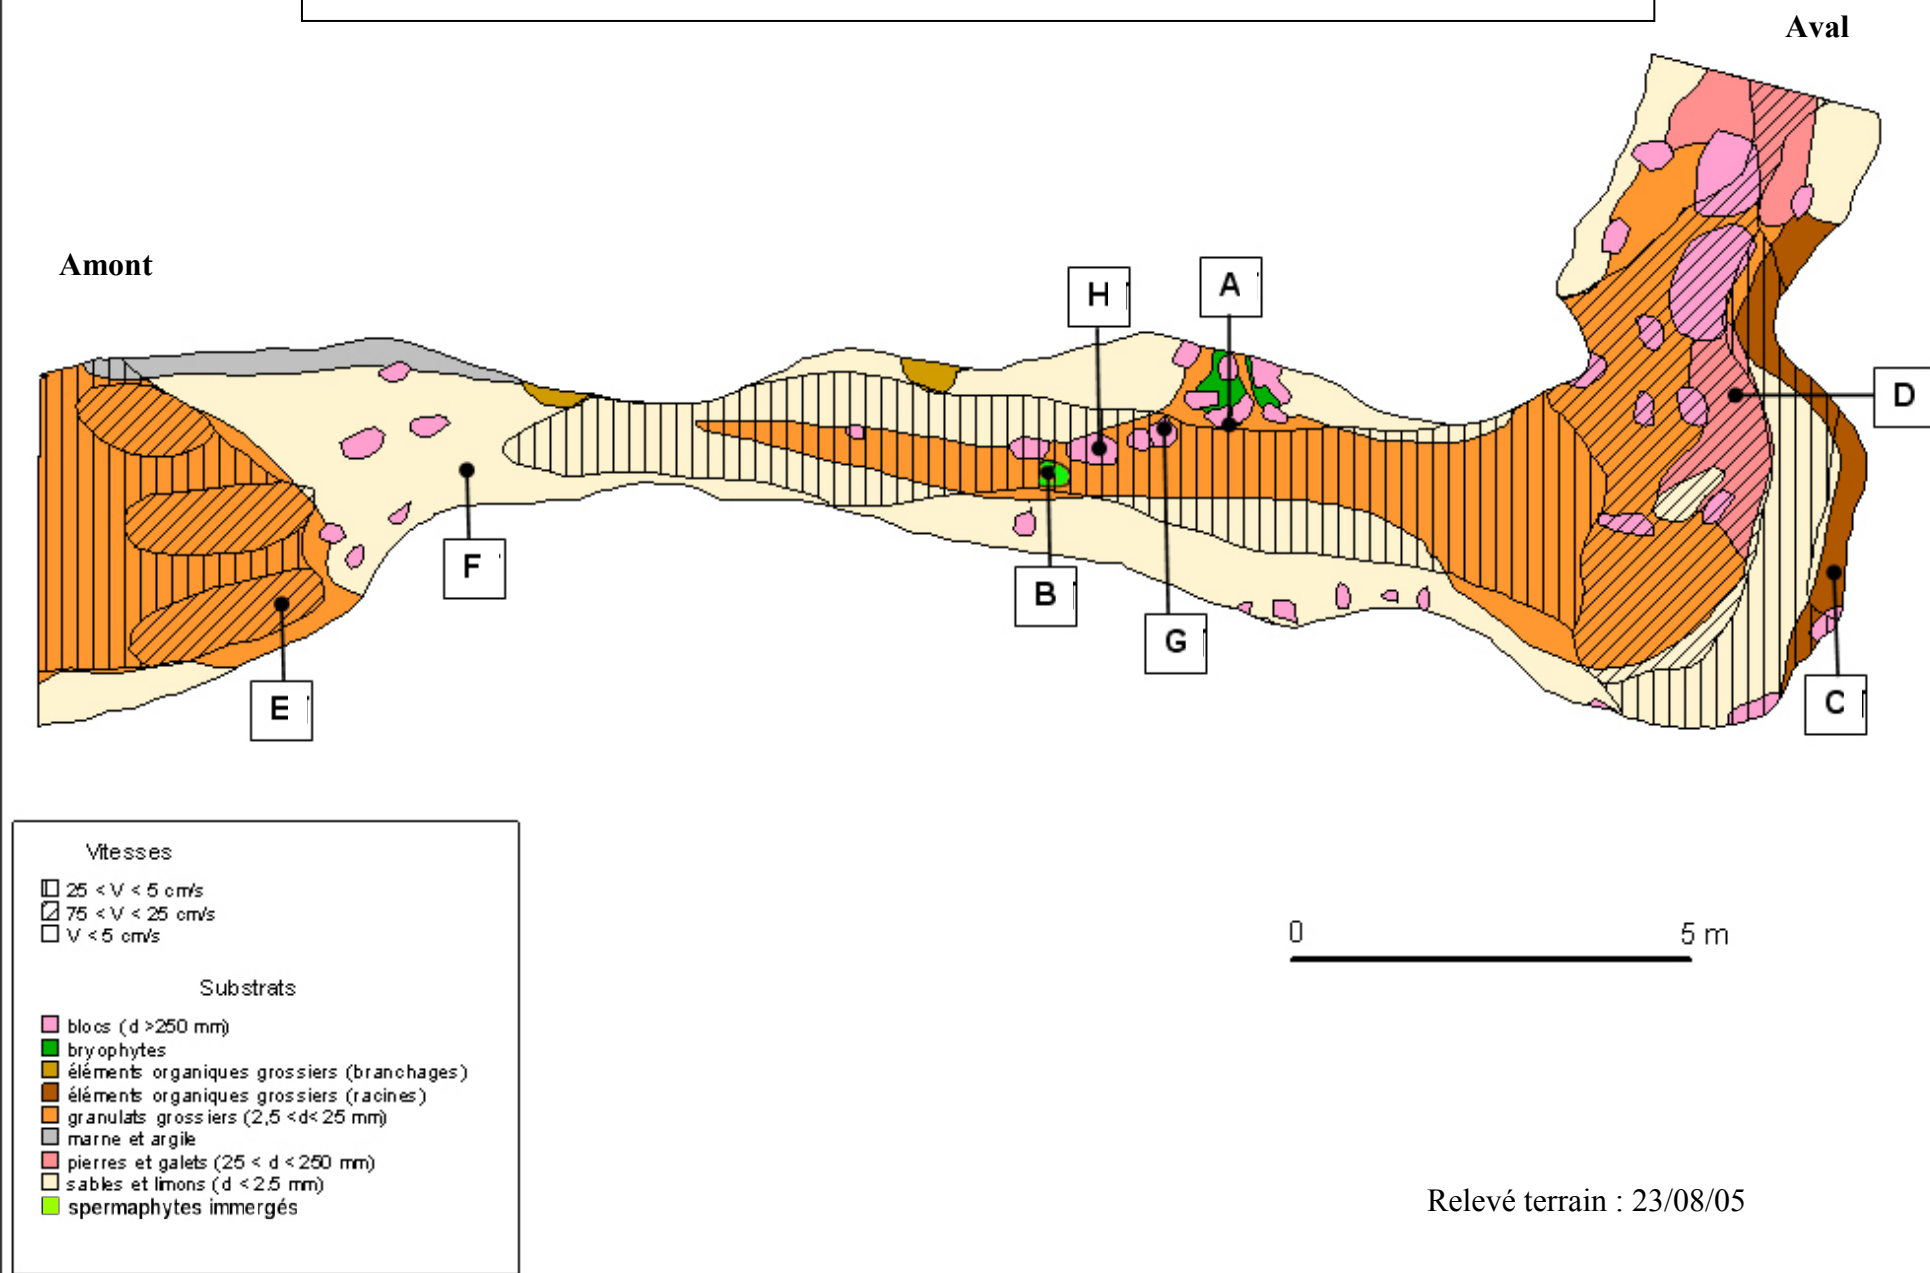 Aval
Amont
H
A
D
F
B
G
E
C
Vitesses
25 < V < 5 cm/s
75 < V < 25 cm/s
V < 5 cm/s
0 5 m
Substrats
blocs (d >250 mm)
bryophytes
éléments organiques grossiers (branchages)
éléments organiques grossiers (racines)
granulats grossiers (2,5 <d< 25 mm)
marne et argile
pierres et galets (25 < d < 250 mm)
sables et limons (d < 2.5 mm)
spermaphytes immergés
Relevé terrain : 23/08/05